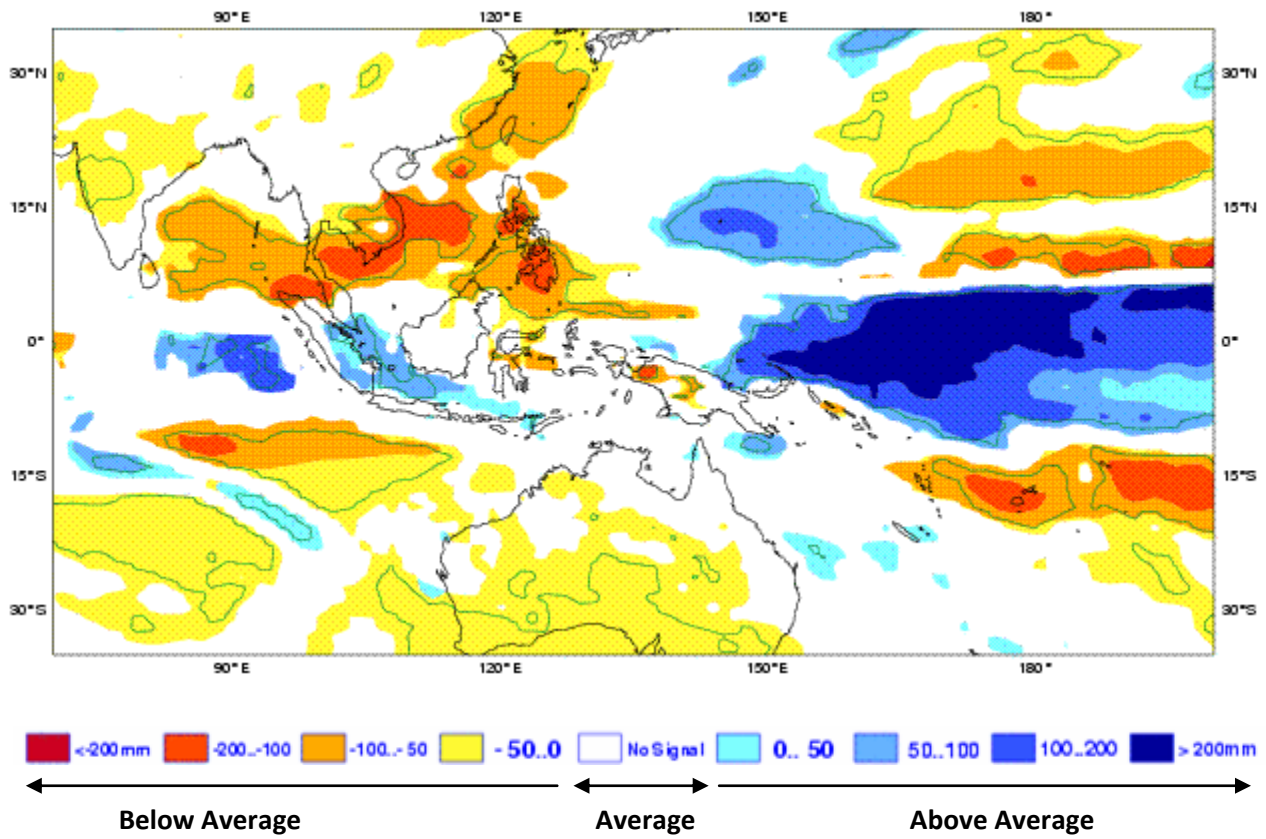 90°E 120°E 150°E 180°
30°N 30°N
15°N 15°N
0° 0°
15°S 15°S
30°S 30°S
90°E 120°E 150°E 180°
<-200mm -200..-100 -100..-50 -50..0 No Signal 0..50 50..100 100..200 >200mm
Below Average Average Above Average